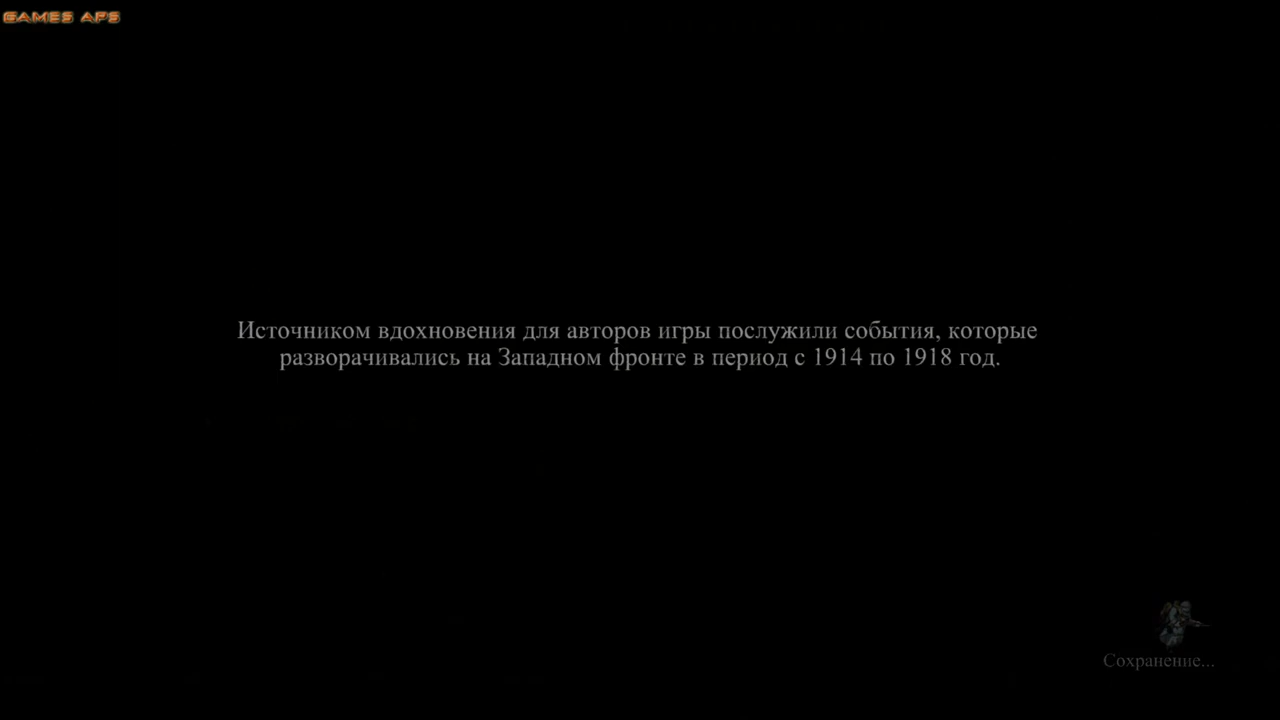 GAMES APS
Источником вдохновения для авторов игры послужили события, которые
разворачивались на Западном фронте в период с 1914 по 1918 год.
Сохранение...